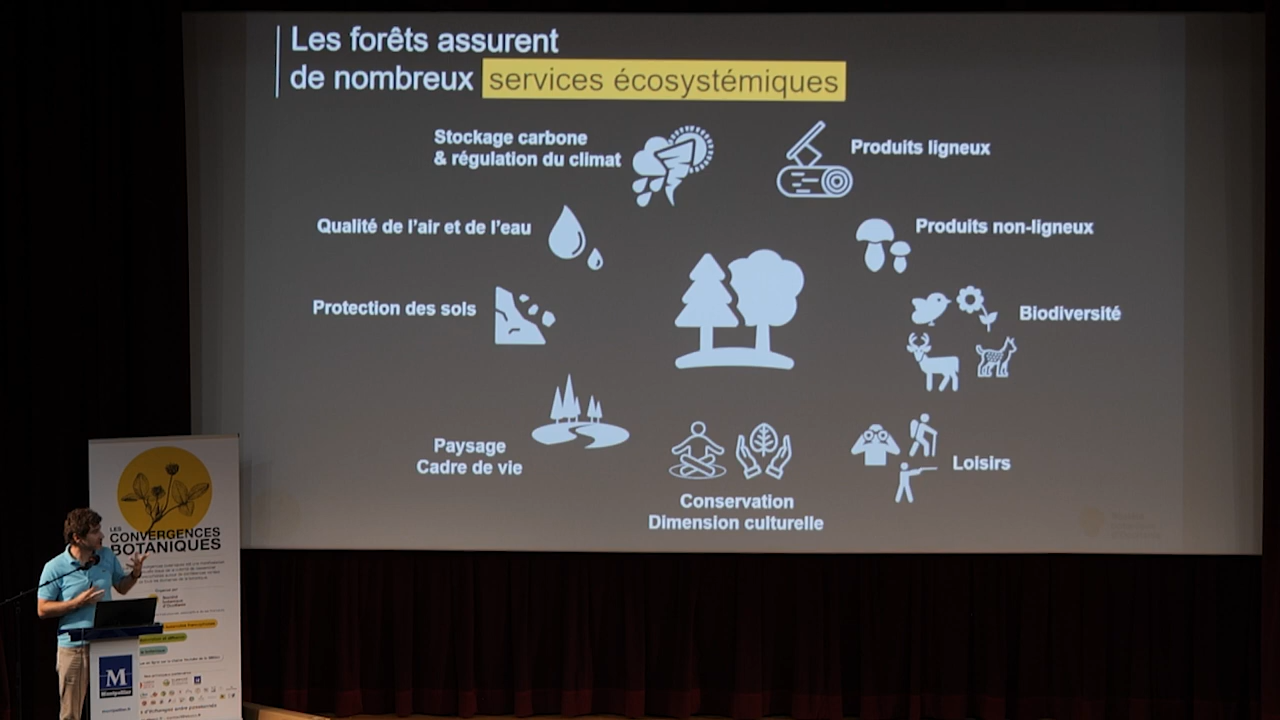 Les forêts assurent
de nombreux services écosystémiques
Stockage carbone
& régulation du climat
Produits ligneux
Qualité de l'air et de l'eau
Produits non-ligneux
Protection des sols
Biodiversité
Paysage
Cadre de vie
Loisirs
Conservation
Dimension culturelle
LES
CONVERGENCES
BOTANIQUES
M
Montpellier